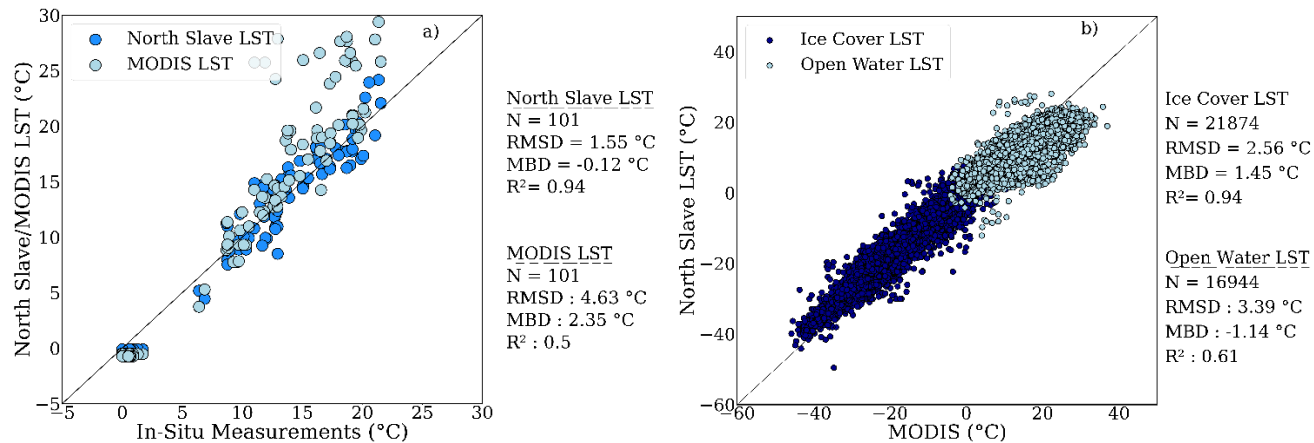 30
25
20
15
10
5
0
−5
North Slave/MODIS LST (°C)
North Slave LST
MODIS LST
a)
−5 0 5 10 15 20 25 30
In-Situ Measurements (°C)
North Slave LST
N = 101
RMSD = 1.55 °C
MBD = -0.12 °C
R²= 0.94
MODIS LST
N = 101
RMSD : 4.63 °C
MBD : 2.35 °C
R² : 0.5
40
20
0
−20
−40
−60
North Slave LST (°C)
Ice Cover LST
Open Water LST
b)
−60 −40 −20 0 20 40
MODIS (°C)
Ice Cover LST
N = 21874
RMSD = 2.56 °C
MBD = 1.45 °C
R²= 0.94
Open Water LST
N = 16944
RMSD : 3.39 °C
MBD : -1.14 °C
R² : 0.61